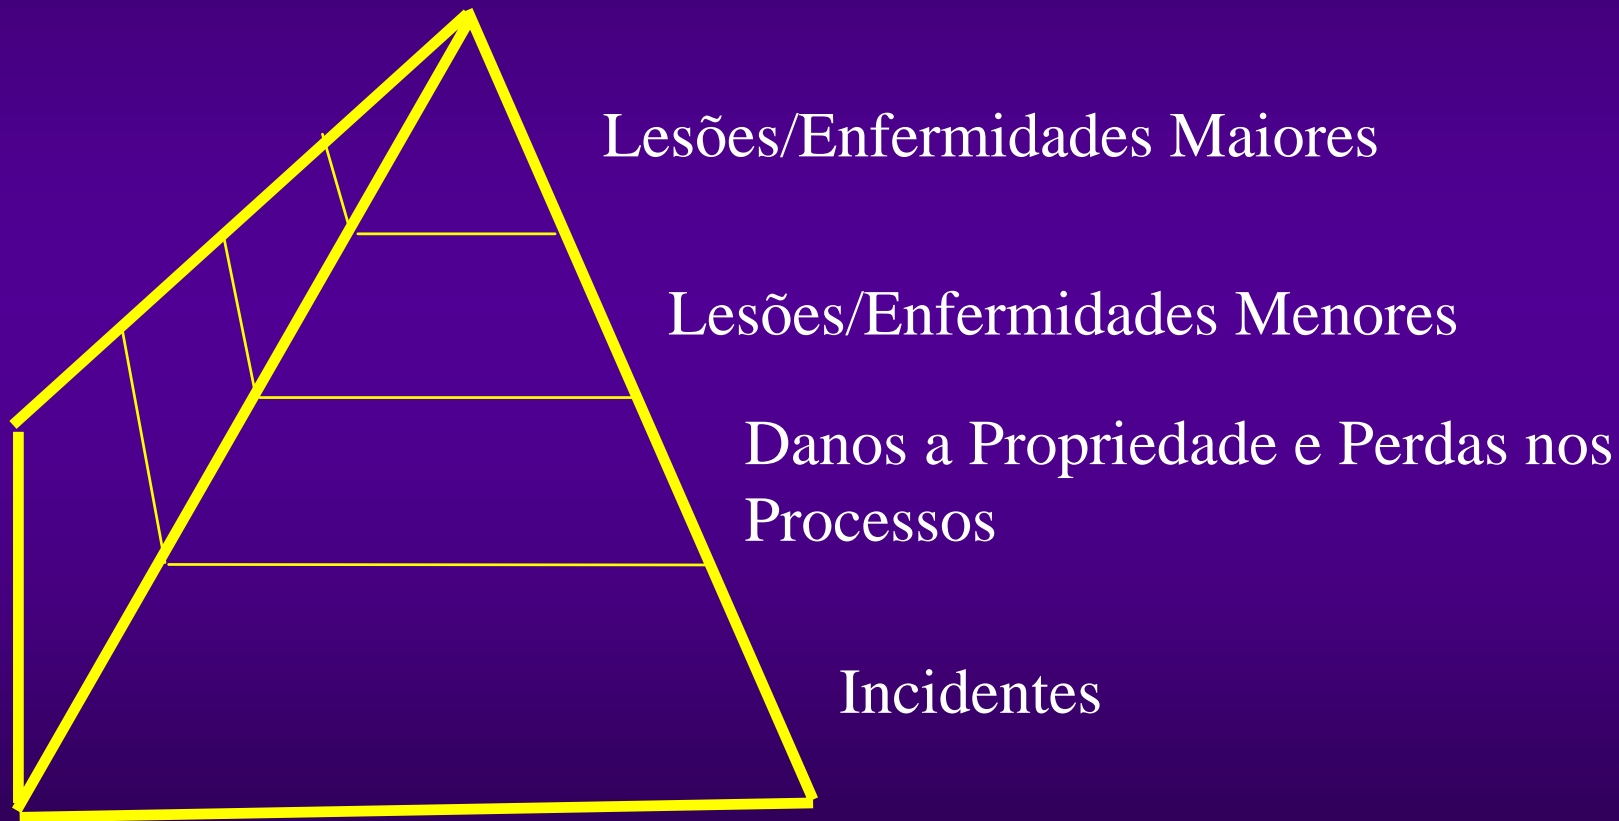 Lesões/Enfermidades Maiores
Lesões/Enfermidades Menores
Danos a Propriedade e Perdas nos
Processos
Incidentes